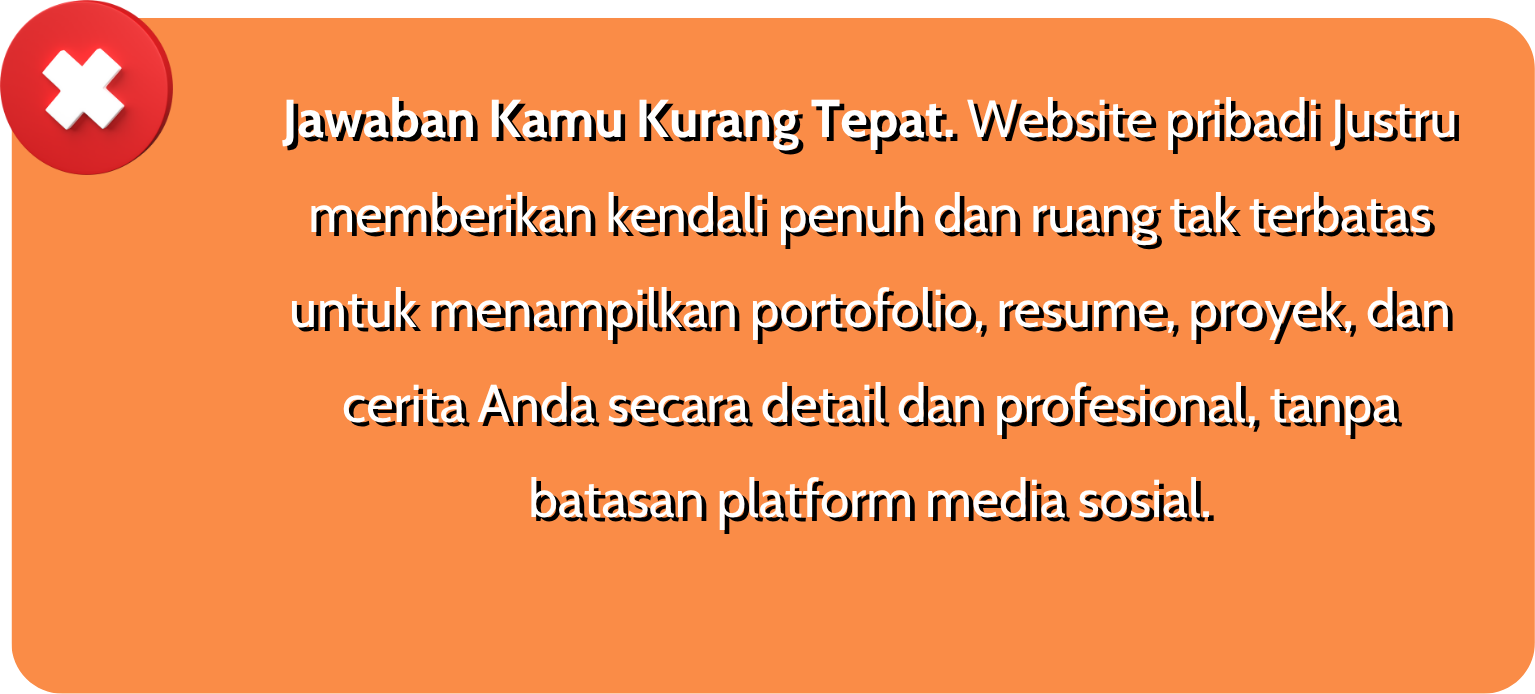 Jawaban Kamu Kurang Tepat. Website pribadi Justru
memberikan kendali penuh dan ruang tak terbatas
untuk menampilkan portofolio, resume, proyek, dan
cerita Anda secara detail dan profesional, tanpa
batasan platform media sosial.